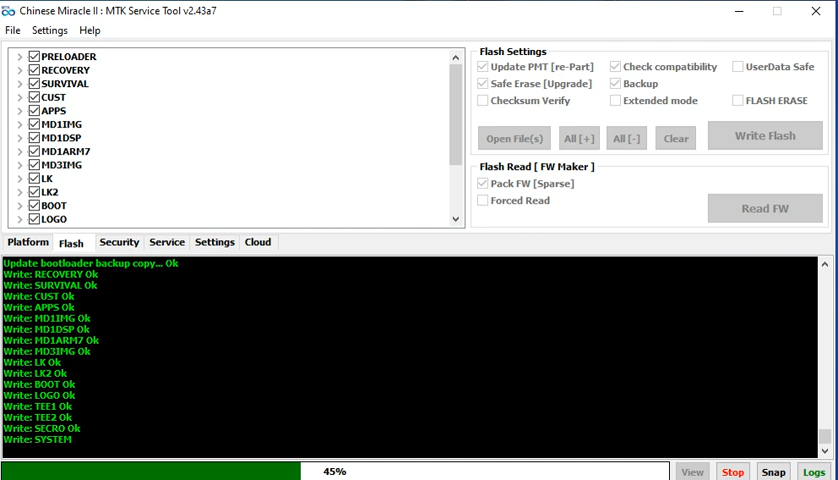 Chinese Miracle II : MTK Service Tool v2.43a7
File Settings Help
PRELOADER
RECOVERY
SURVIVAL
CUST
APPS
MD1IMG
MD1DSP
MD1ARM7
MD3IMG
LK
LK2
BOOT
LOGO
Flash Settings
Update PMT [re-Part] Check compatibility UserData Safe
Safe Erase [Upgrade] Backup
Checksum Verify Extended mode FLASH ERASE
Open File(s) All [+] All [-] Clear Write Flash
Flash Read [ FW Maker ]
Pack FW [Sparse]
Forced Read
Read FW
Platform Flash Security Service Settings Cloud
Update bootloader backup copy... Ok
Write: RECOVERY Ok
Write: SURVIVAL Ok
Write: CUST Ok
Write: APPS Ok
Write: MD1IMG Ok
Write: MD1DSP Ok
Write: MD1ARM7 Ok
Write: MD3IMG Ok
Write: LK Ok
Write: LK2 Ok
Write: BOOT Ok
Write: LOGO Ok
Write: TEE1 Ok
Write: TEE2 Ok
Write: SECRO Ok
Write: SYSTEM
45% View Stop Snap Logs